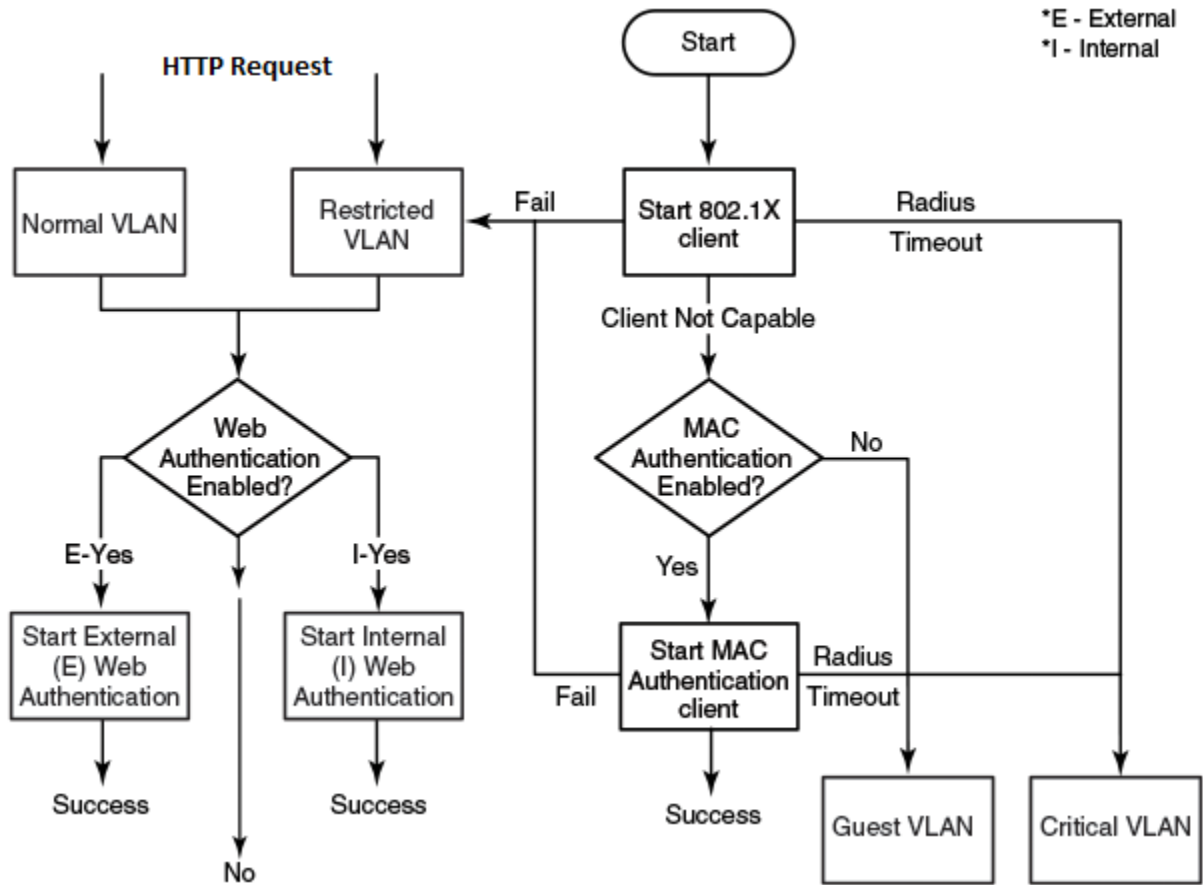 *E - External
*I - Internal
Start
HTTP Request
Normal VLAN
Restricted
VLAN
Fail
Start 802.1X
client
Radius
Timeout
Client Not Capable
Web
Authentication
Enabled?
MAC
Authentication
Enabled?
No
E-Yes
I-Yes
Yes
Start External
(E) Web
Authentication
Start Internal
(I) Web
Authentication
Fail
Start MAC
Authentication
client
Radius
Timeout
Success
Success
Success
No
Guest VLAN
Critical VLAN